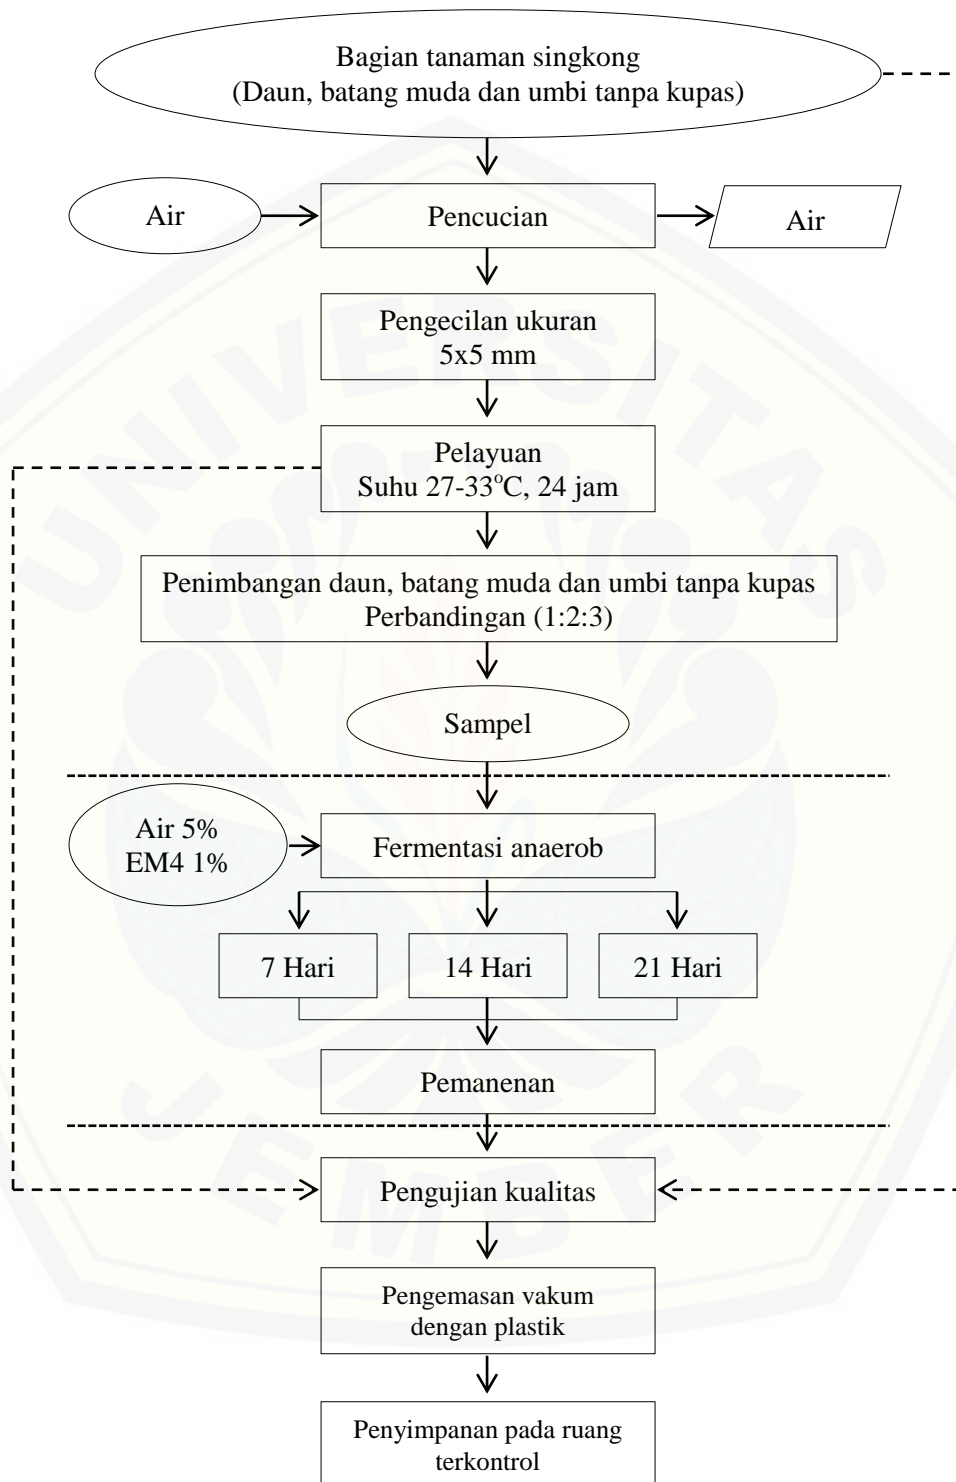 Bagian tanaman singkong
(Daun, batang muda dan umbi tanpa kupas)
Air
Pencucian
Air
Pengecilan ukuran
5x5 mm
Pelayuan
Suhu 27-33°C, 24 jam
Penimbangan daun, batang muda dan umbi tanpa kupas
Perbandingan (1:2:3)
Sampel
Air 5%
EM4 1%
Fermentasi anaerob
7 Hari
14 Hari
21 Hari
Pemanenan
Pengujian kualitas
Pengemasan vakum
dengan plastik
Penyimpanan pada ruang
terkontrol
UNIVERSITAS
JEMBER